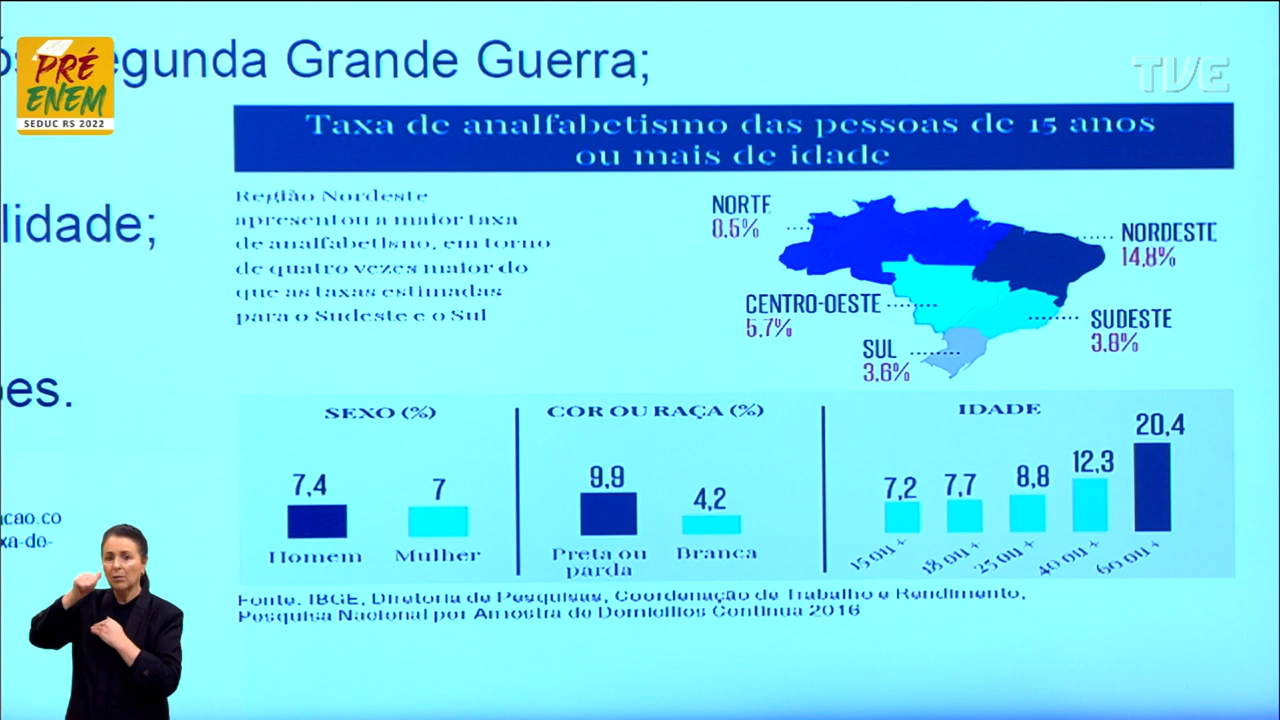 ós Segunda Grande Guerra;
PRÉ
ENEM
SEDUC RS 2022
TVE
Taxa de analfabetismo das pessoas de 15 anos
ou mais de idade
lidade;
ões.
Região Nordeste
apresentou a maior taxa
de analfabetismo, em torno
de quatro vezes maior do
que as taxas estimadas
para o Sudeste e o Sul
NORTE
8.5%
NORDESTE
14.8%
CENTRO-OESTE
5.7%
SUDESTE
3.8%
SUL
3.6%
SEXO (%)
7,4
7
Homem
Mulher
COR OU RAÇA (%)
9,9
4,2
Preta ou
parda
Branca
IDADE
7,2
7,7
8,8
12,3
20,4
15 ou +
18 ou +
25 ou +
40 ou +
60 ou +
cao.co
xa-do-
Fonte. IBGE, Diretoria de Pesquisas, Coordenação de Trabalho e Rendimento,
Pesquisa Nacional por Amostra de Domicílios Contínua 2016